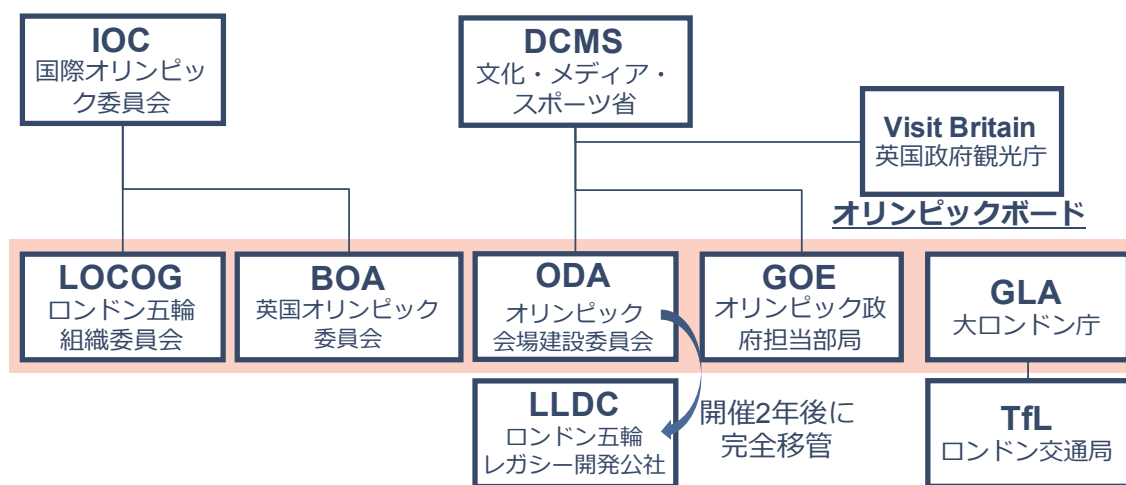 IOC
国際オリンピッ
ク委員会
DCMS
文化・メディア・
スポーツ省
Visit Britain
英国政府観光庁
オリンピックボード
LOCOG
ロンドン五輪
組織委員会
BOA
英国オリンピック
委員会
ODA
オリンピック
会場建設委員会
GOE
オリンピック政
府担当部局
GLA
大ロンドン庁
LLDC
ロンドン五輪
レガシー開発公社
開催2年後に
完全移管
TfL
ロンドン交通局